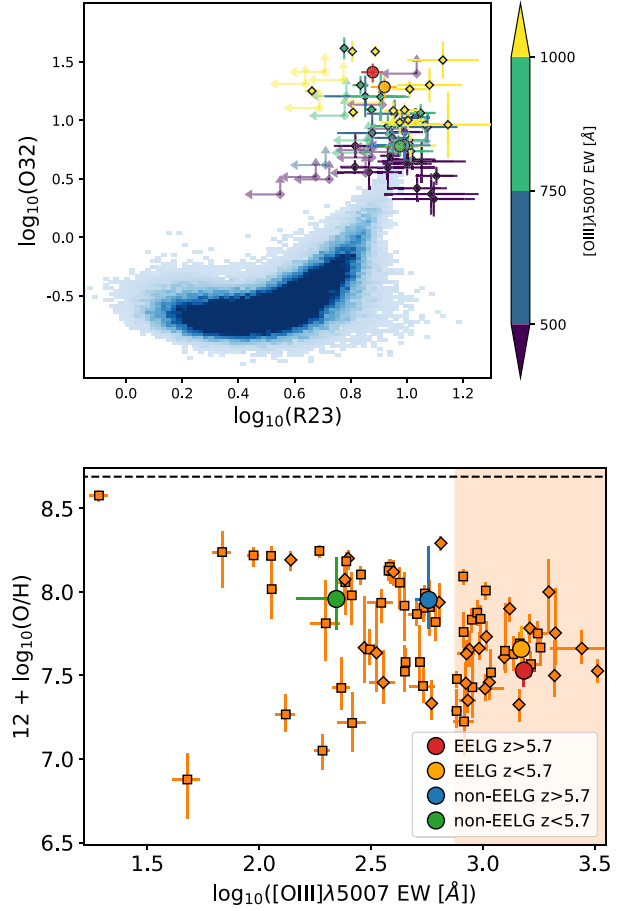 1.5
1.0
0.5
0.0
-0.5
log10(O32)
0.0 0.2 0.4 0.6 0.8 1.0 1.2
log10(R23)
1000
750
500
[OIII]λ5007 EW [Å]
8.5
8.0
7.5
7.0
6.5
12 + log10(O/H)
EELG z>5.7
EELG z<5.7
non-EELG z>5.7
non-EELG z<5.7
1.5 2.0 2.5 3.0 3.5
log10([OIII]λ5007 EW [Å])